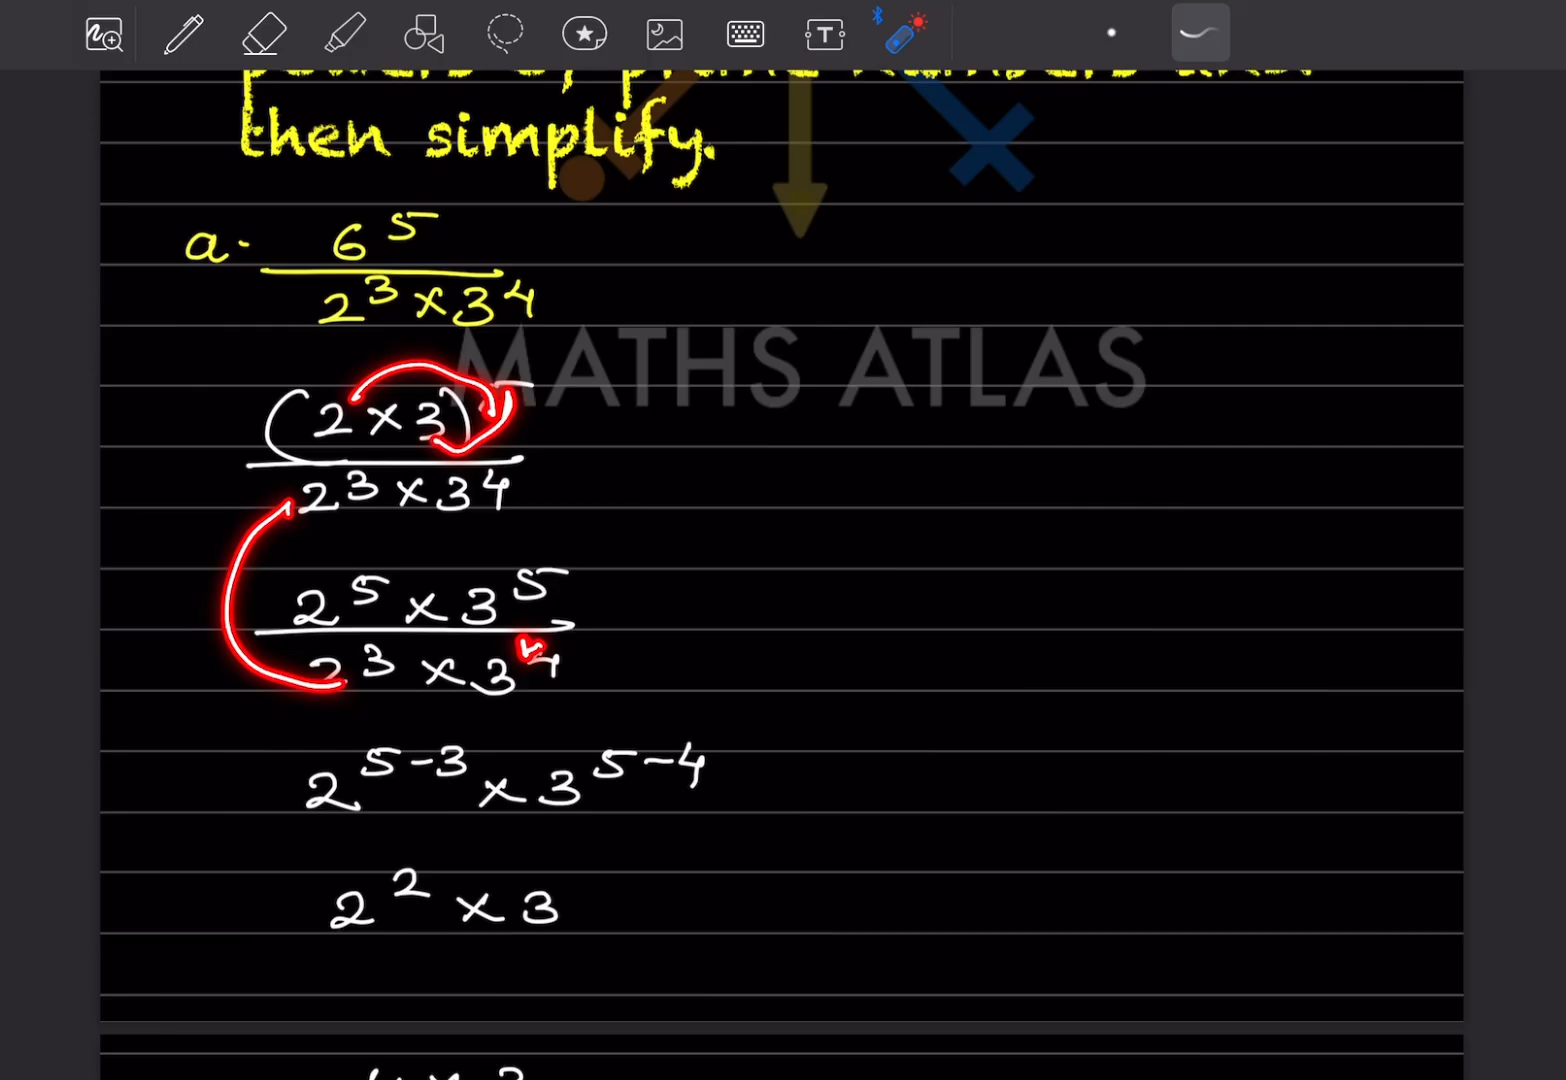 then simplify.
a. 6^5
2^3 × 3^4
MATHS ATLAS
(2 × 3)^5
2^3 × 3^4
2^5 × 3^5
2^3 × 3^4
2^5-3 × 3^5-4
2^2 × 3